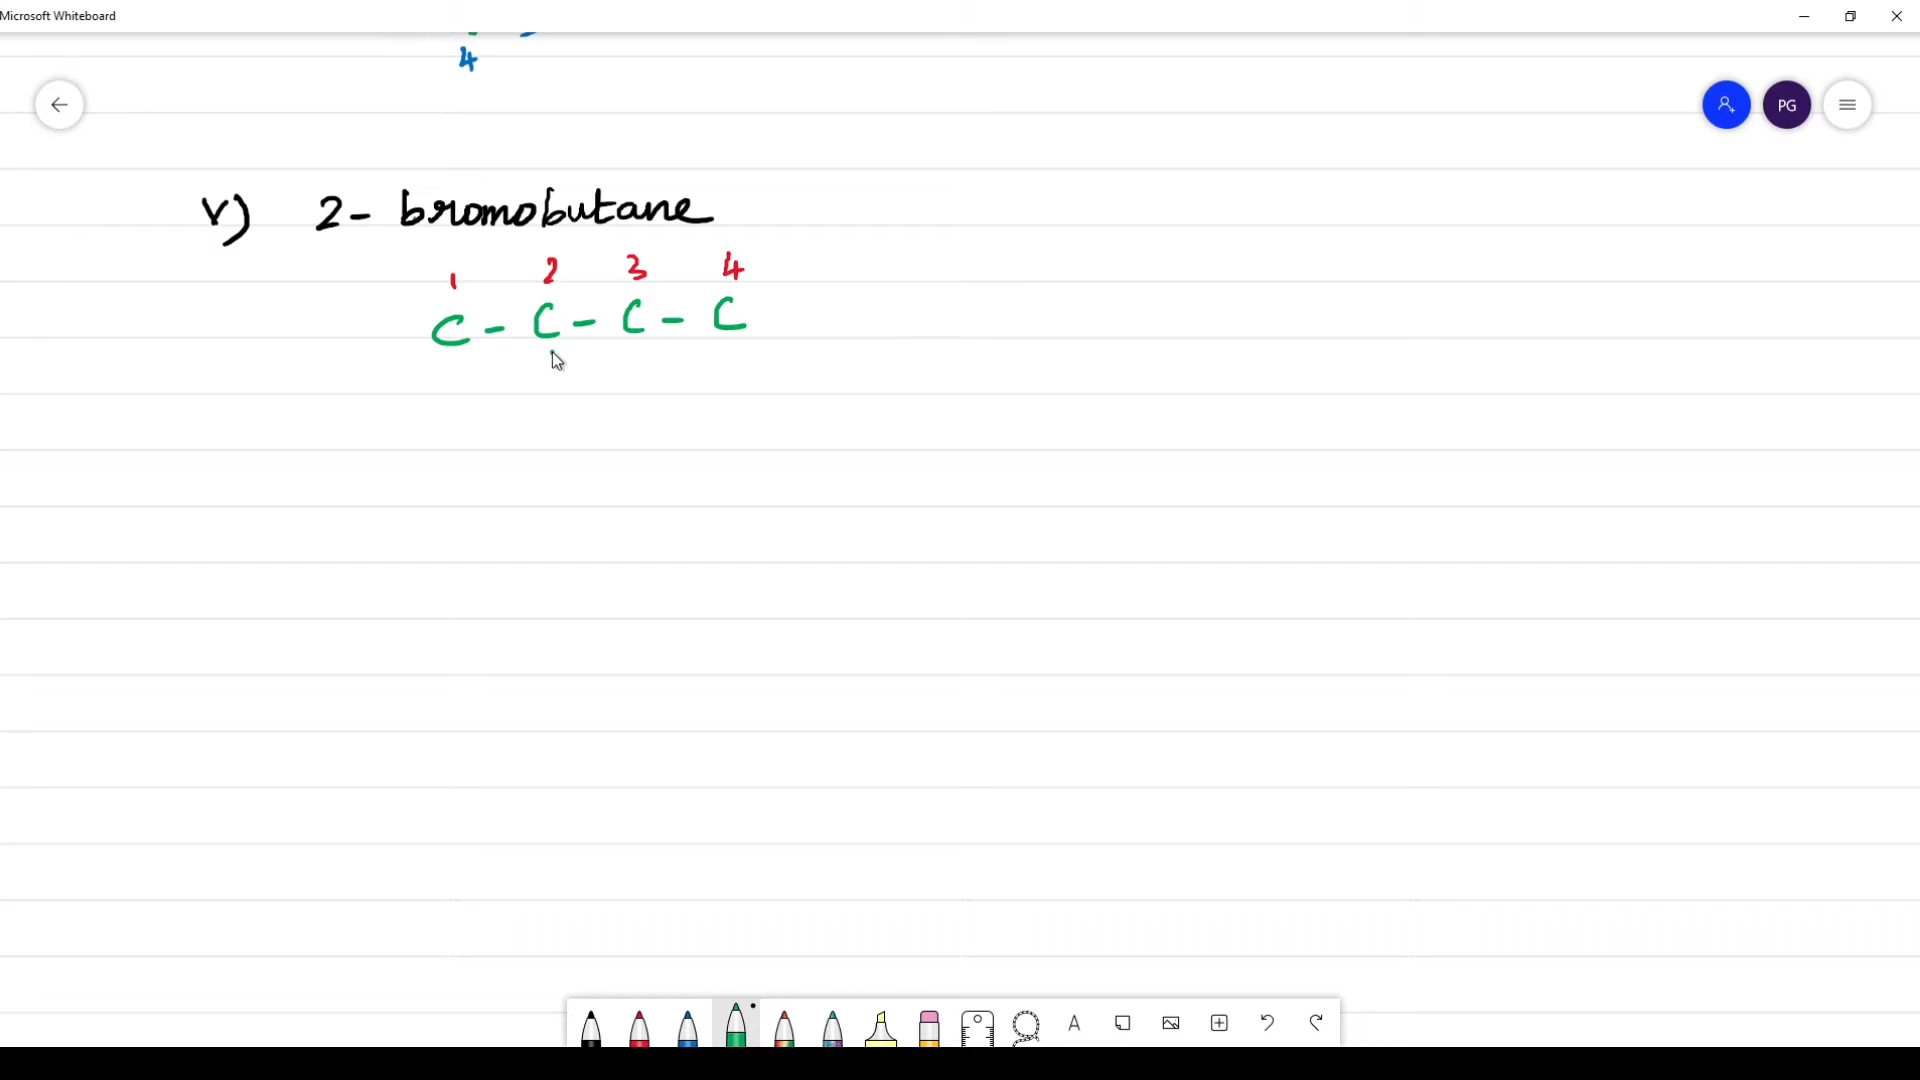 Microsoft Whiteboard
4
PG
v) 2- bromobutane
1 2 3 4
C - C - C - C
A